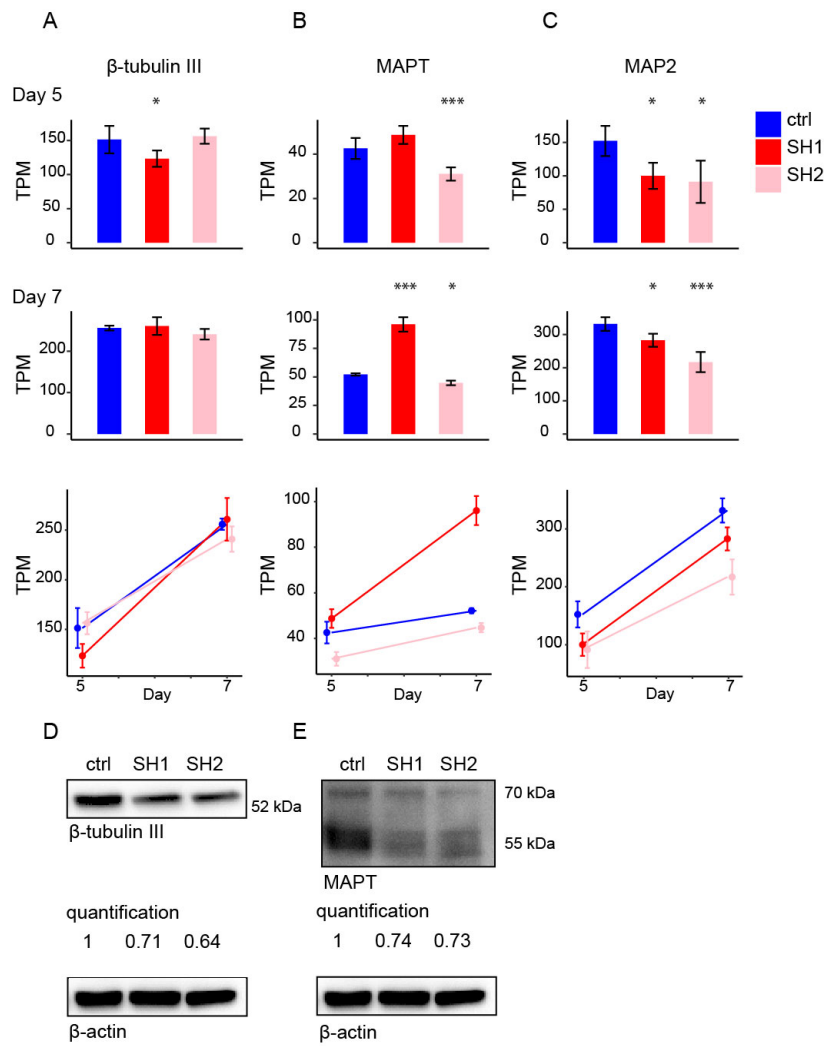 A B C
β-tubulin III MAPT MAP2
Day 5
* *** * *
ctrl
SH1
SH2
TPM 150 100 50 0
TPM 40 20 0
TPM 150 100 50 0
Day 7
*** * * ***
TPM 200 100 0
TPM 100 75 50 25 0
TPM 300 200 100 0
TPM 250 200 150
5 Day 7
TPM 100 80 60 40
5 Day 7
TPM 300 200 100
5 Day 7
D E
ctrl SH1 SH2
52 kDa
β-tubulin III
ctrl SH1 SH2
70 kDa
55 kDa
MAPT
quantification
1 0.71 0.64
quantification
1 0.74 0.73
β-actin
β-actin